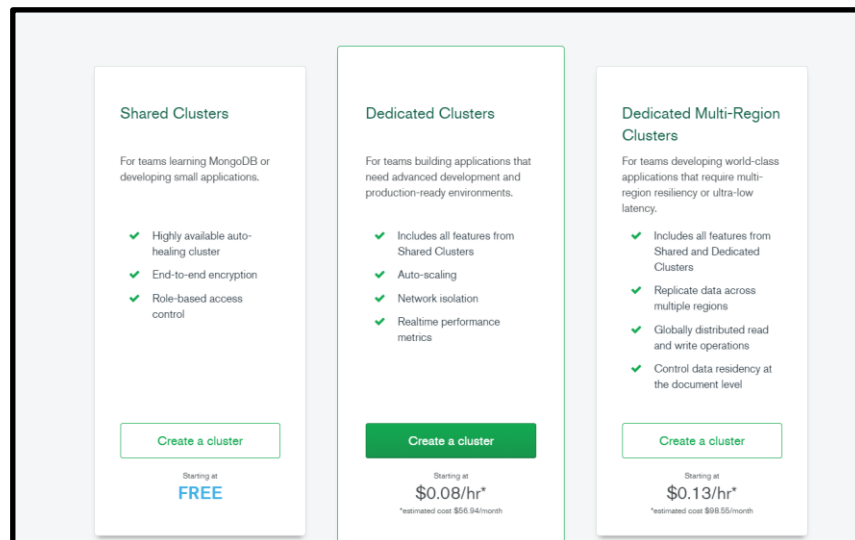 Shared Clusters
For teams learning MongoDB or
developing small applications.
Highly available auto-
healing cluster
End-to-end encryption
Role-based access
control
Create a cluster
Starting at
FREE
Dedicated Clusters
For teams building applications that
need advanced development and
production-ready environments.
Includes all features from
Shared Clusters
Auto-scaling
Network isolation
Realtime performance
metrics
Create a cluster
Starting at
$0.08/hr*
*estimated cost $56.94/month
Dedicated Multi-Region
Clusters
For teams developing world-class
applications that require multi-
region resiliency or ultra-low
latency.
Includes all features from
Shared and Dedicated
Clusters
Replicate data across
multiple regions
Globally distributed read
and write operations
Control data residency at
the document level
Create a cluster
Starting at
$0.13/hr*
*estimated cost $98.55/month